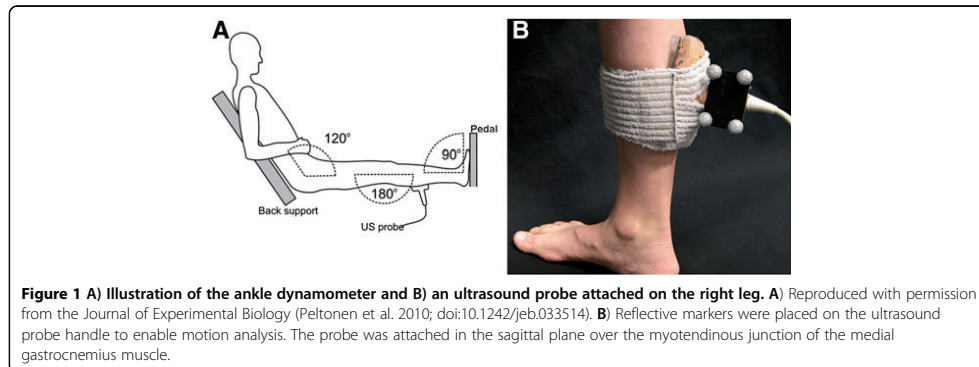 A
120°
90°
180°
Pedal
Back support
US probe
B
Figure 1 A) Illustration of the ankle dynamometer and B) an ultrasound probe attached on the right leg. A) Reproduced with permission
from the Journal of Experimental Biology (Peltonen et al. 2010; doi:10.1242/jeb.033514). B) Reflective markers were placed on the ultrasound
probe handle to enable motion analysis. The probe was attached in the sagittal plane over the myotendinous junction of the medial
gastrocnemius muscle.